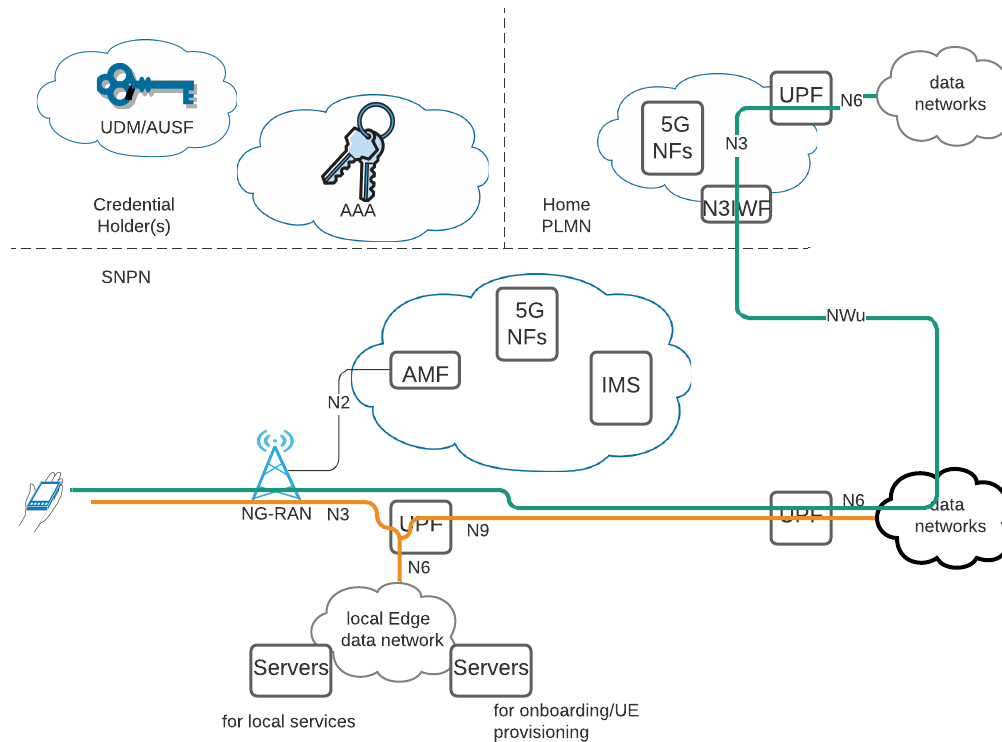 UDM/AUSF
AAA
Credential
Holder(s)
5G
NFs
UPF
N6
data
networks
N3
N3IWF
Home
PLMN
SNPN
5G
NFs
AMF
IMS
N2
NWu
NG-RAN
N3
UPF
N9
N6
UPF
N6
data
networks
local Edge
data network
Servers
Servers
for local services
for onboarding/UE
provisioning